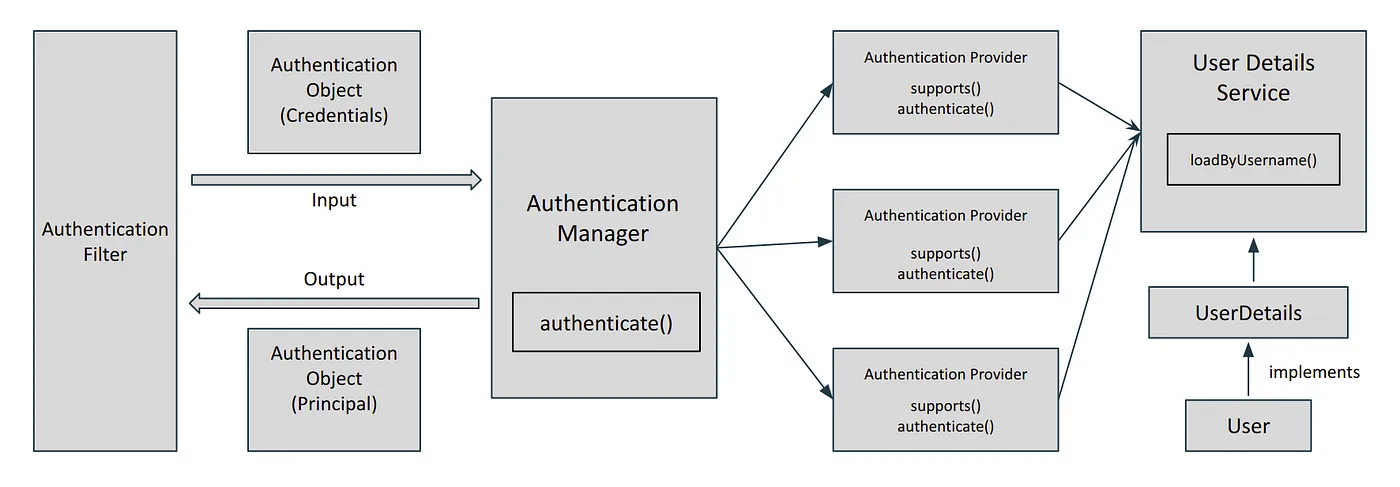 Authentication
Filter
Authentication
Object
(Credentials)
Input
Output
Authentication
Object
(Principal)
Authentication
Manager
authenticate()
Authentication Provider
supports()
authenticate()
Authentication Provider
supports()
authenticate()
Authentication Provider
supports()
authenticate()
User Details
Service
loadByUsername()
UserDetails
implements
User